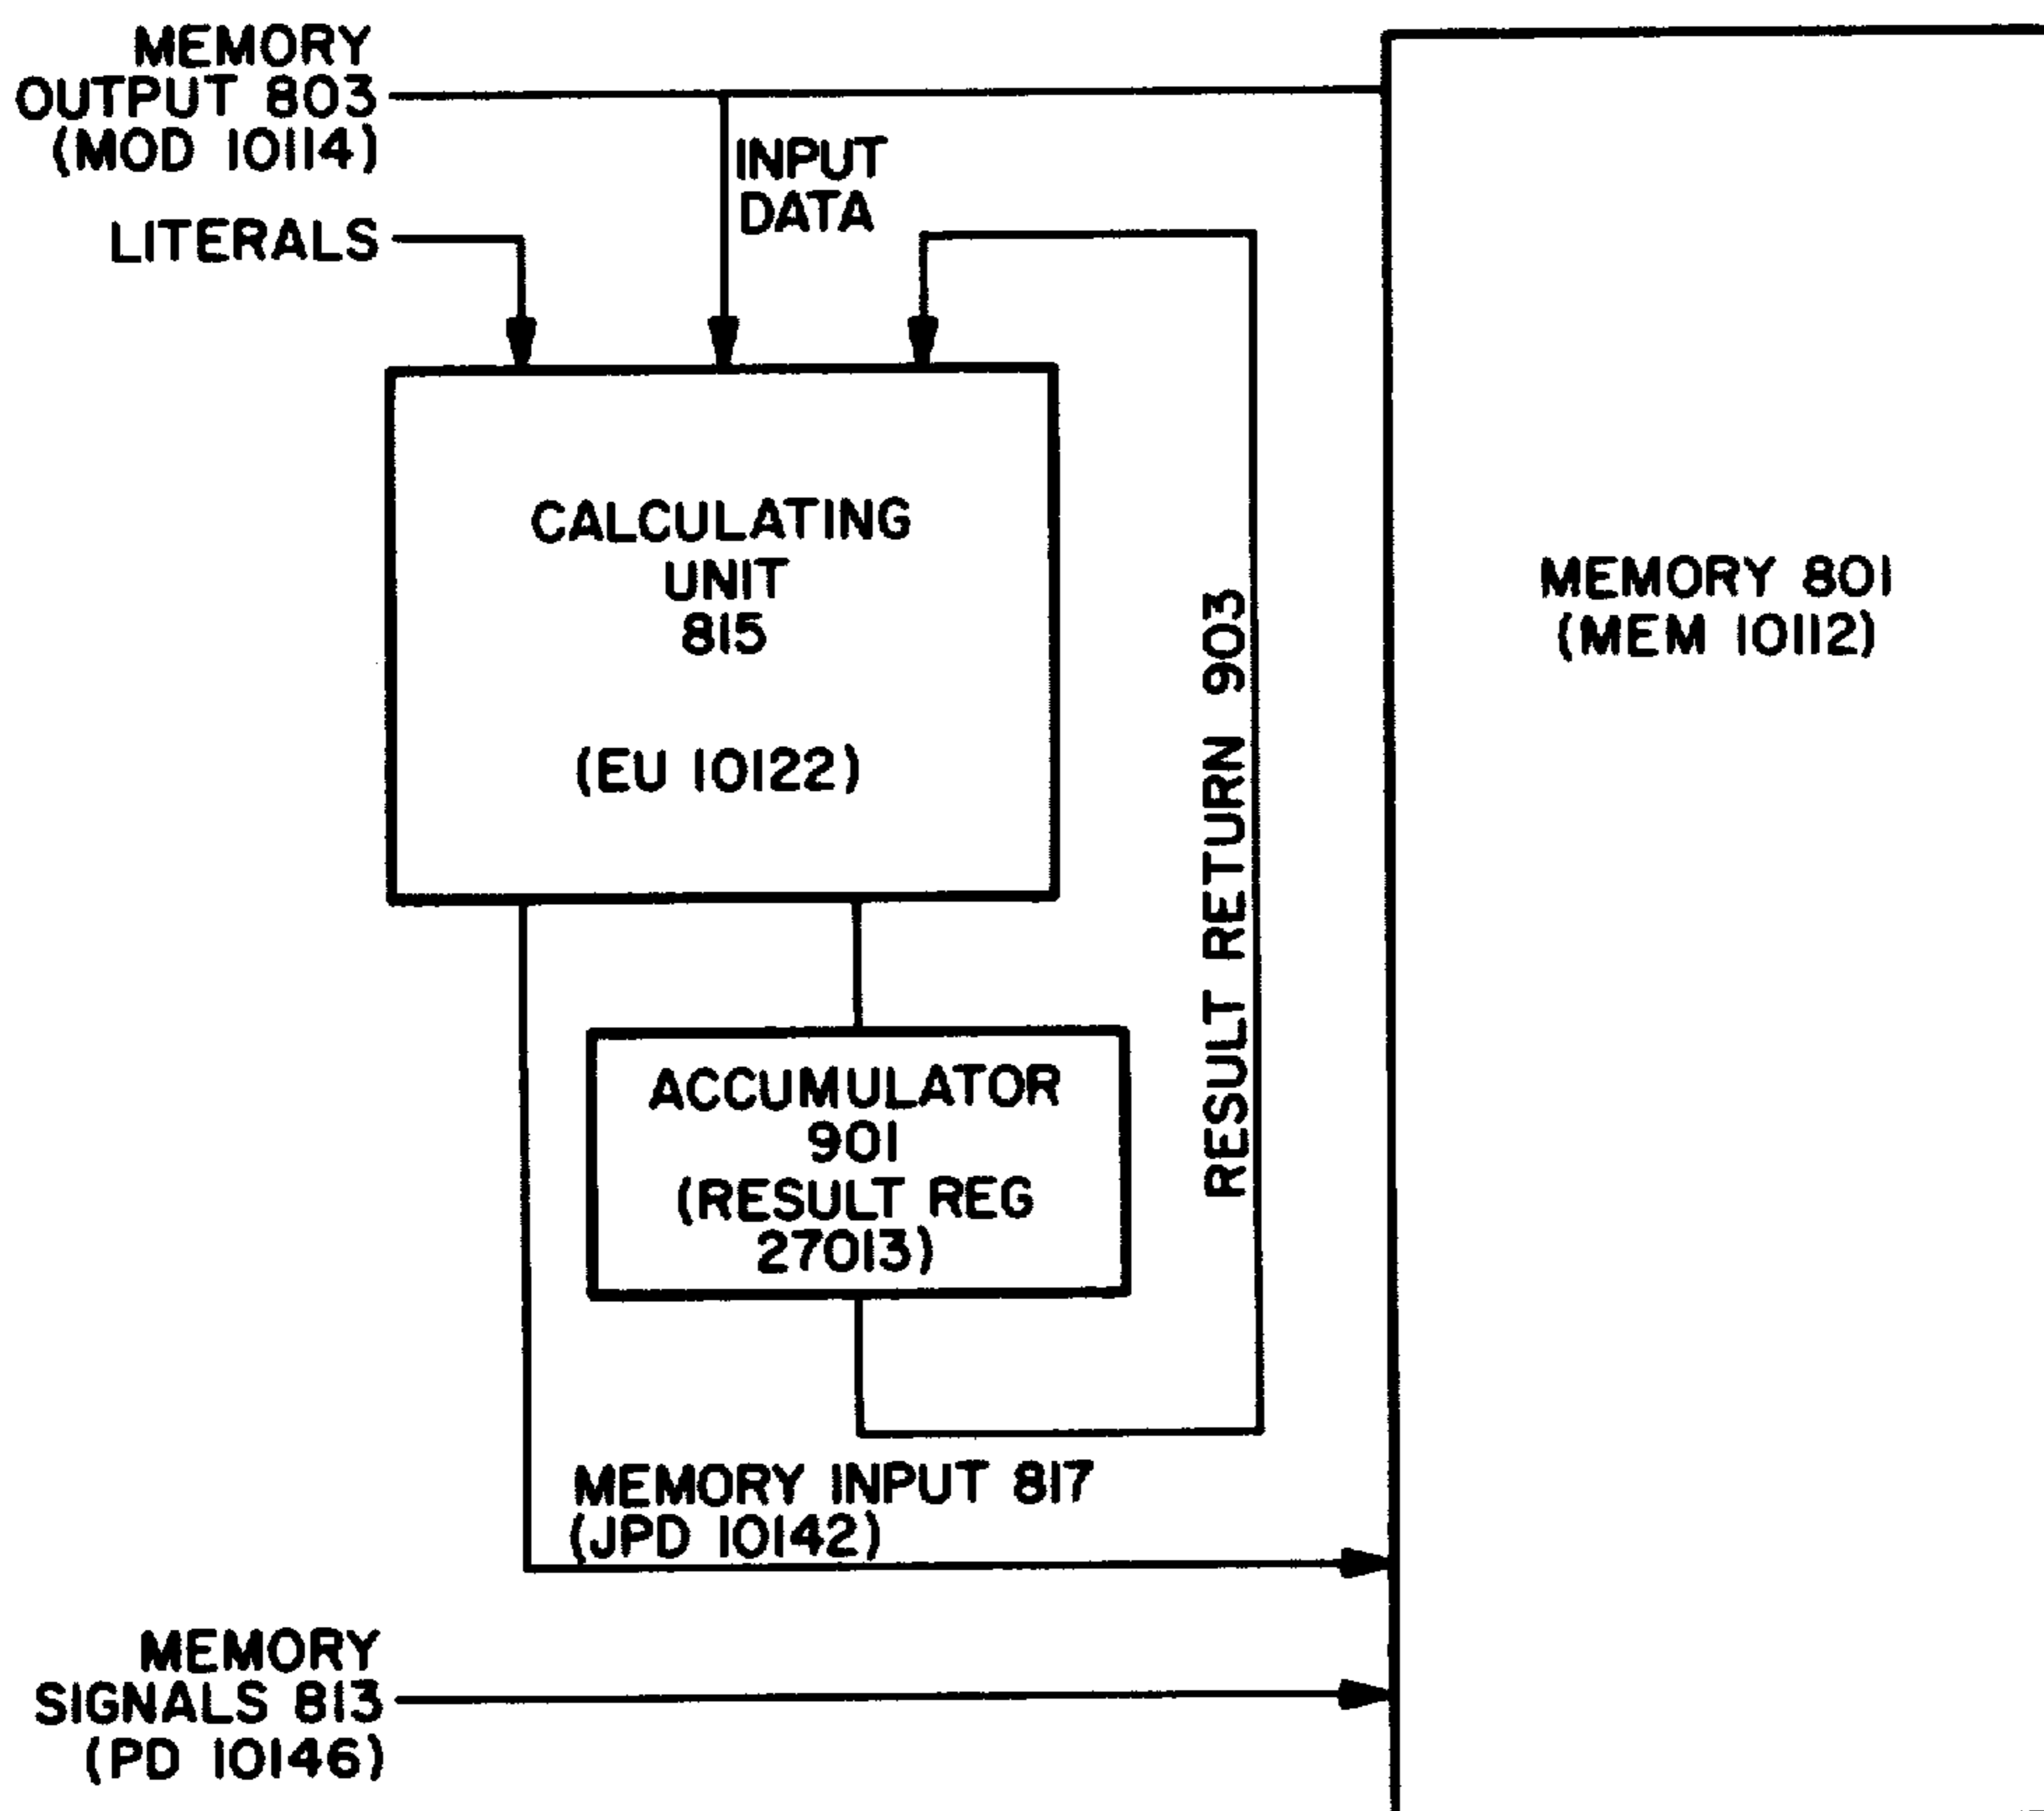 MEMORY
OUTPUT 803
(MOD 10114)
INPUT
DATA
LITERALS
CALCULATING
UNIT
815
(EU 10122)
MEMORY 801
(MEM 10112)
RESULT RETURN 903
ACCUMULATOR
901
(RESULT REG
27013)
MEMORY INPUT 817
(JPD 10142)
MEMORY
SIGNALS 813
(PD 10146)